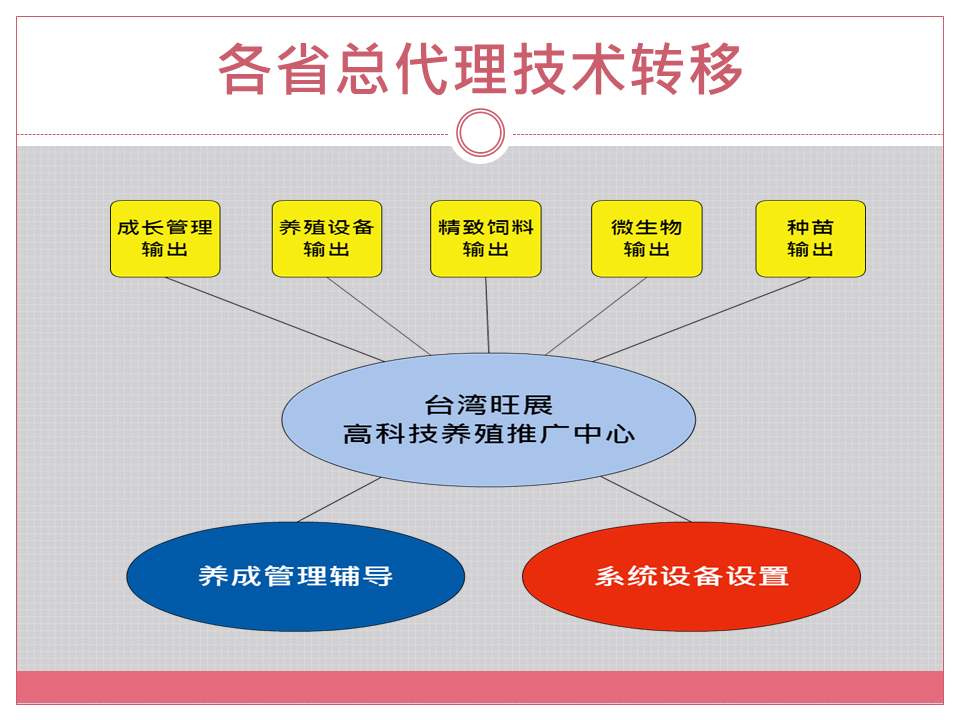 各省总代理技术转移
成长管理
输出
养殖设备
输出
精致饲料
输出
微生物
输出
种苗
输出
台湾旺展
高科技养殖推广中心
养成管理辅导
系统设备设置